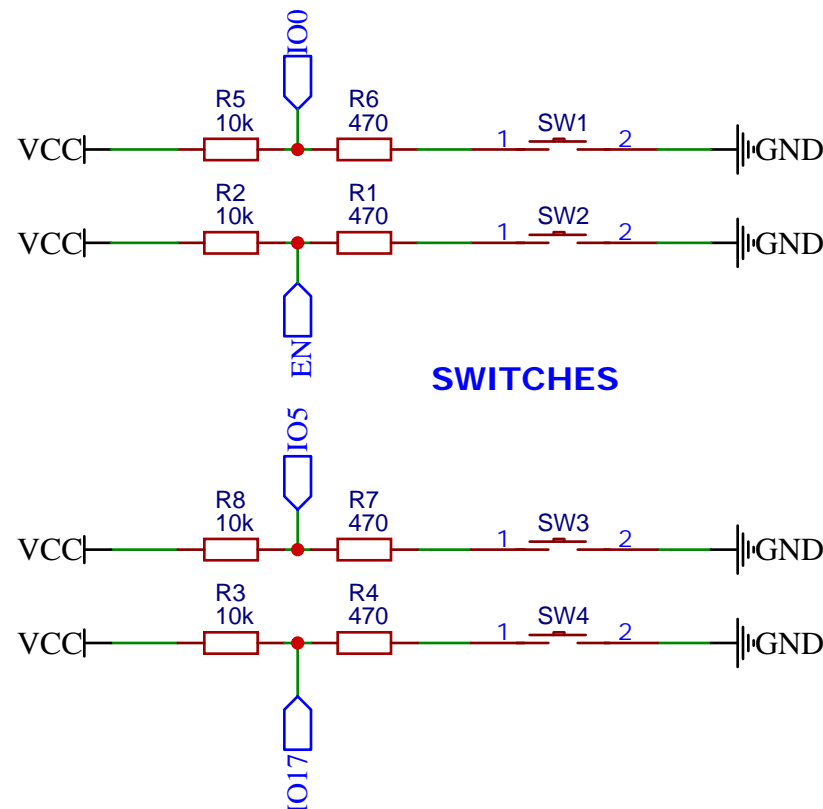 IO0
R5
10k
R6
470
SW1
VCC
1
2
GND
R2
10k
R1
470
SW2
VCC
1
2
GND
EN
SWITCHES
IO5
R8
10k
R7
470
SW3
VCC
1
2
GND
R3
10k
R4
470
SW4
VCC
1
2
GND
IO17